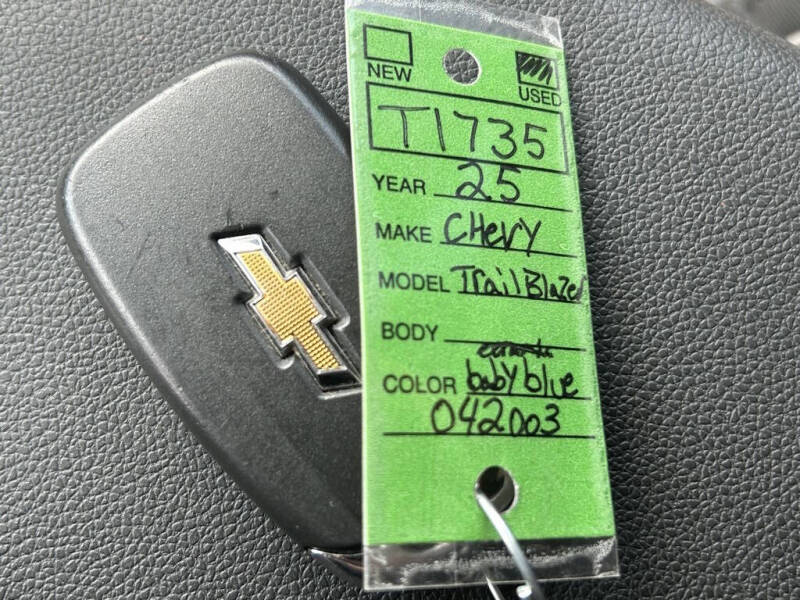 NEW USED
T1735
YEAR 25
MAKE CHEVY
MODEL TrailBlazer
BODY
COLOR baby blue
042003